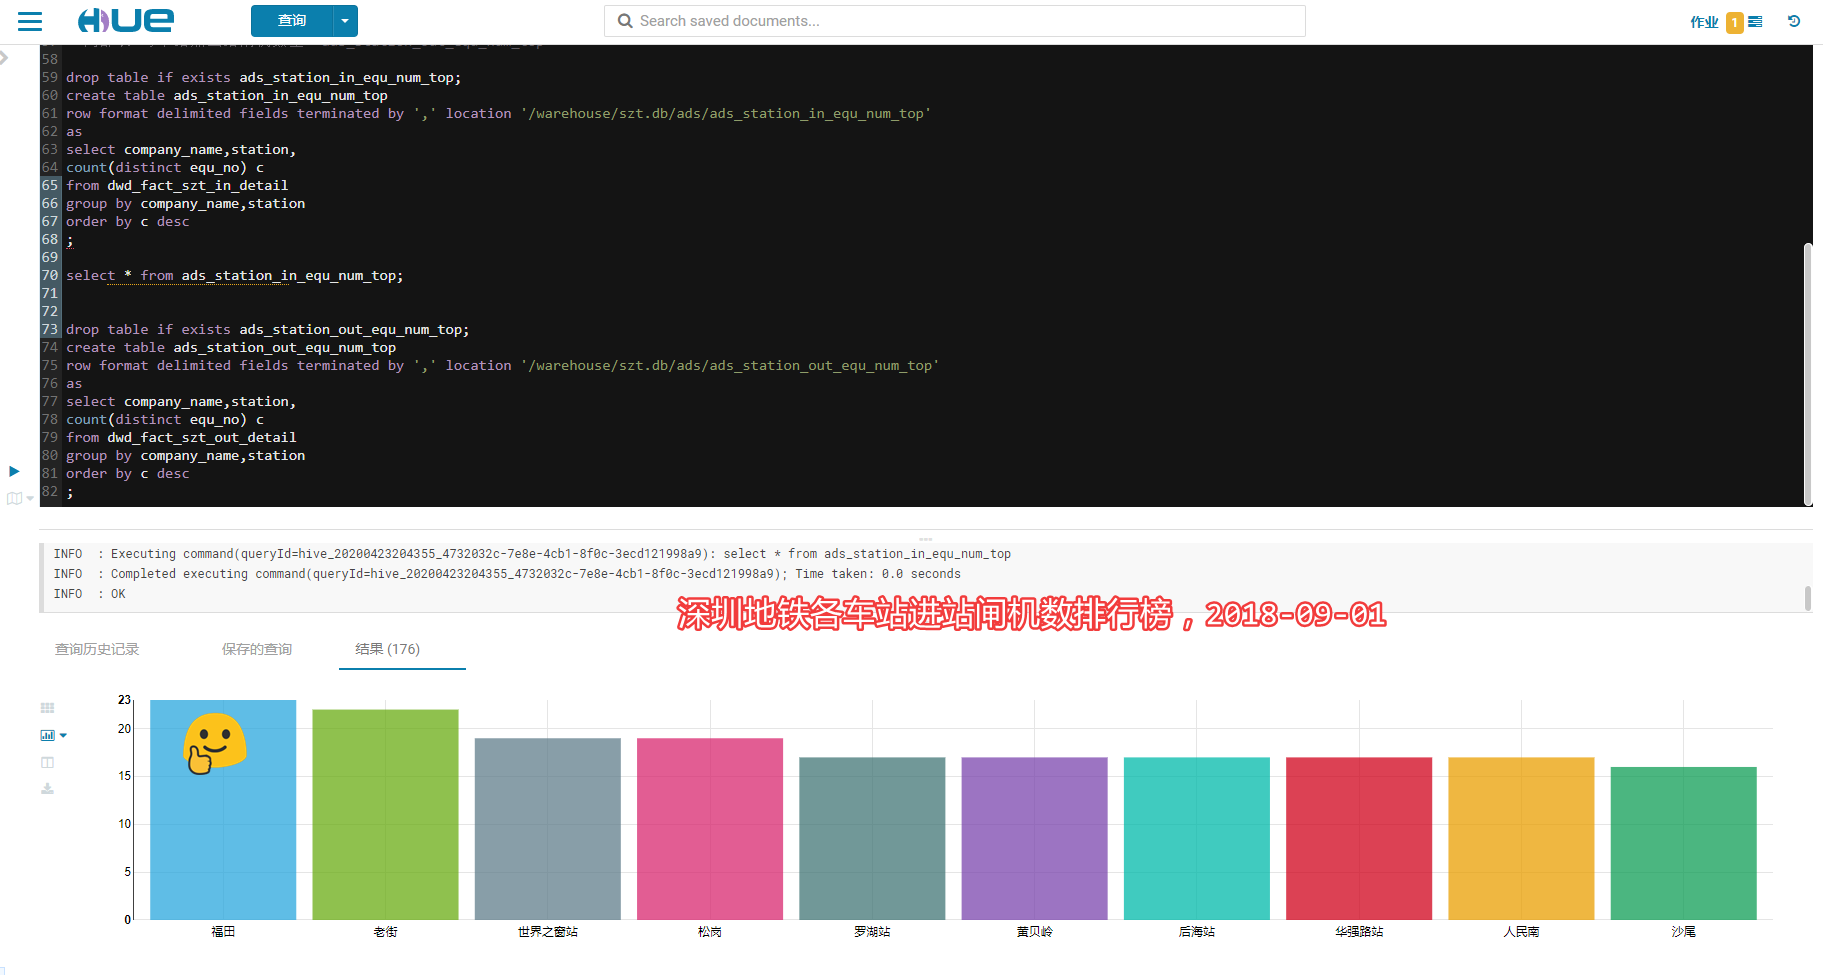 HUE
查询
Search saved documents...
作业 1
58
59 drop table if exists ads_station_in_equ_num_top;
60 create table ads_station_in_equ_num_top
61 row format delimited fields terminated by ',' location '/warehouse/szt.db/ads/ads_station_in_equ_num_top'
62 as
63 select company_name,station,
64 count(distinct equ_no) c
65 from dwd_fact_szt_in_detail
66 group by company_name,station
67 order by c desc
68 ;
69
70 select * from ads_station_in_equ_num_top;
71
72
73 drop table if exists ads_station_out_equ_num_top;
74 create table ads_station_out_equ_num_top
75 row format delimited fields terminated by ',' location '/warehouse/szt.db/ads/ads_station_out_equ_num_top'
76 as
77 select company_name,station,
78 count(distinct equ_no) c
79 from dwd_fact_szt_out_detail
80 group by company_name,station
81 order by c desc
82 ;
INFO : Executing command(queryId=hive_20200423204355_4732032c-7e8e-4cb1-8f0c-3ecd121998a9): select * from ads_station_in_equ_num_top
INFO : Completed executing command(queryId=hive_20200423204355_4732032c-7e8e-4cb1-8f0c-3ecd121998a9); Time taken: 0.0 seconds
INFO : OK
深圳地铁各车站进站闸机数排行榜，2018-09-01
查询历史记录 保存的查询 结果 (176)
23
20
15
10
5
0
福田 老街 世界之窗站 松岗 罗湖站 黄贝岭 后海站 华强路站 人民南 沙尾